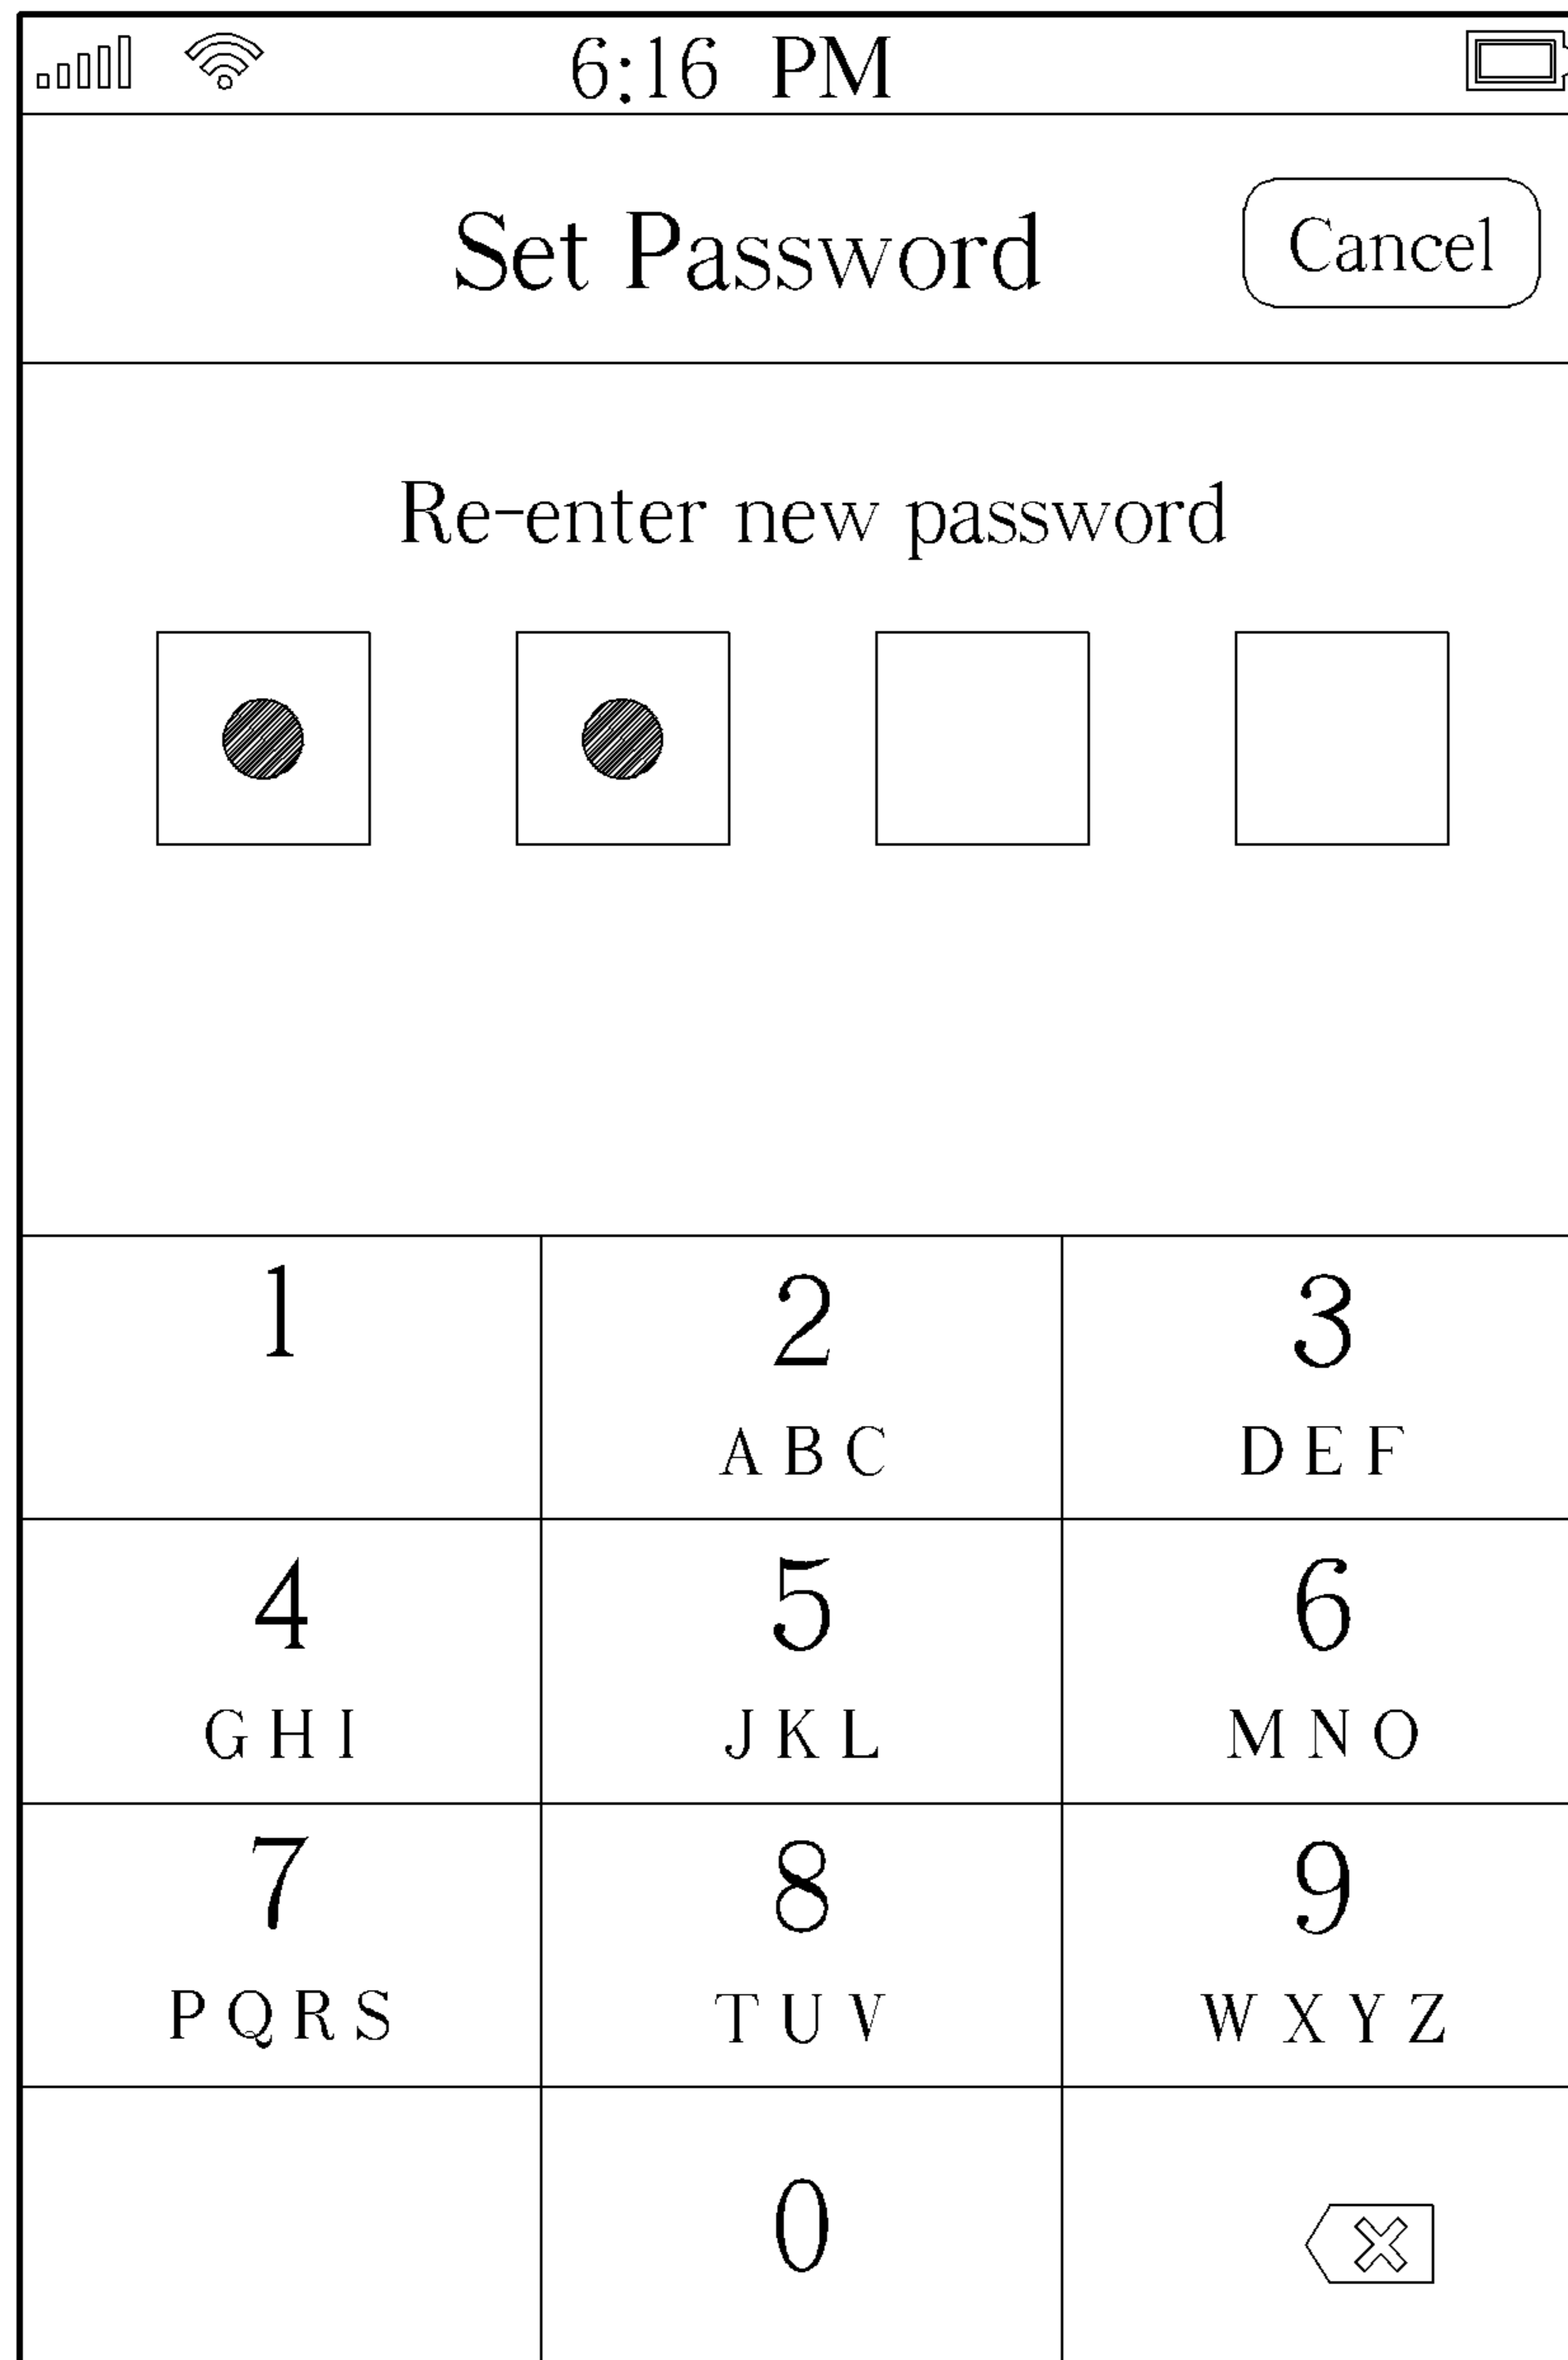 6:16 PM
Set Password
Cancel
Re-enter new password
1 2 3
ABC DEF
4 5 6
GHI JKL MNO
7 8 9
PQRS TUV WXYZ
0